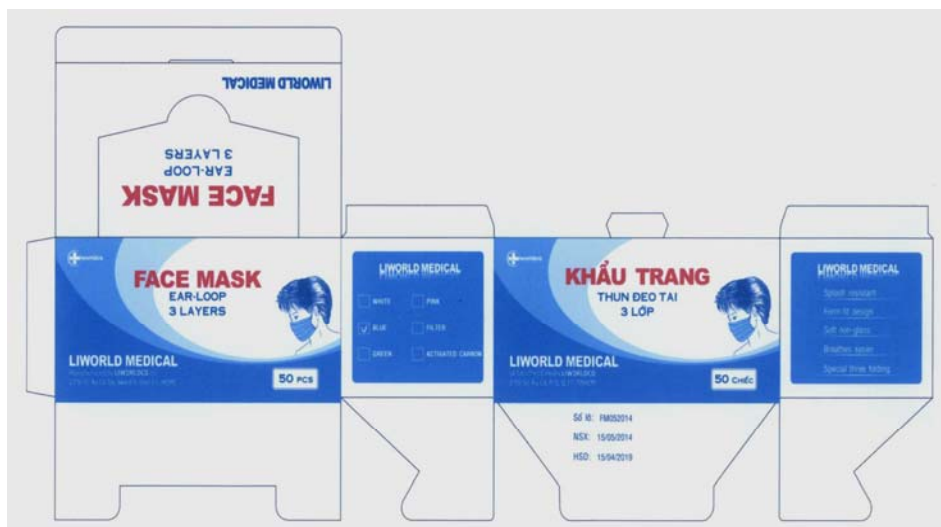 LIWORLD MEDICAL
FACE MASK
EAR-LOOP
3 LAYERS
FACE MASK
EAR-LOOP
3 LAYERS
LIWORLD MEDICAL
50 PCS
LIWORLD MEDICAL
WHITE
PINK
BLUE
FILTER
GREEN
ACTIVATED CARBON
KHẨU TRANG
THUN ĐEO TAI
3 LỚP
LIWORLD MEDICAL
50 CHIẾC
Số lô: FM052014
NSX: 15/05/2014
HSD: 15/04/2019
LIWORLD MEDICAL
Splash resistant
Form fit design
Soft non-glass
Breathes easier
Special three folding